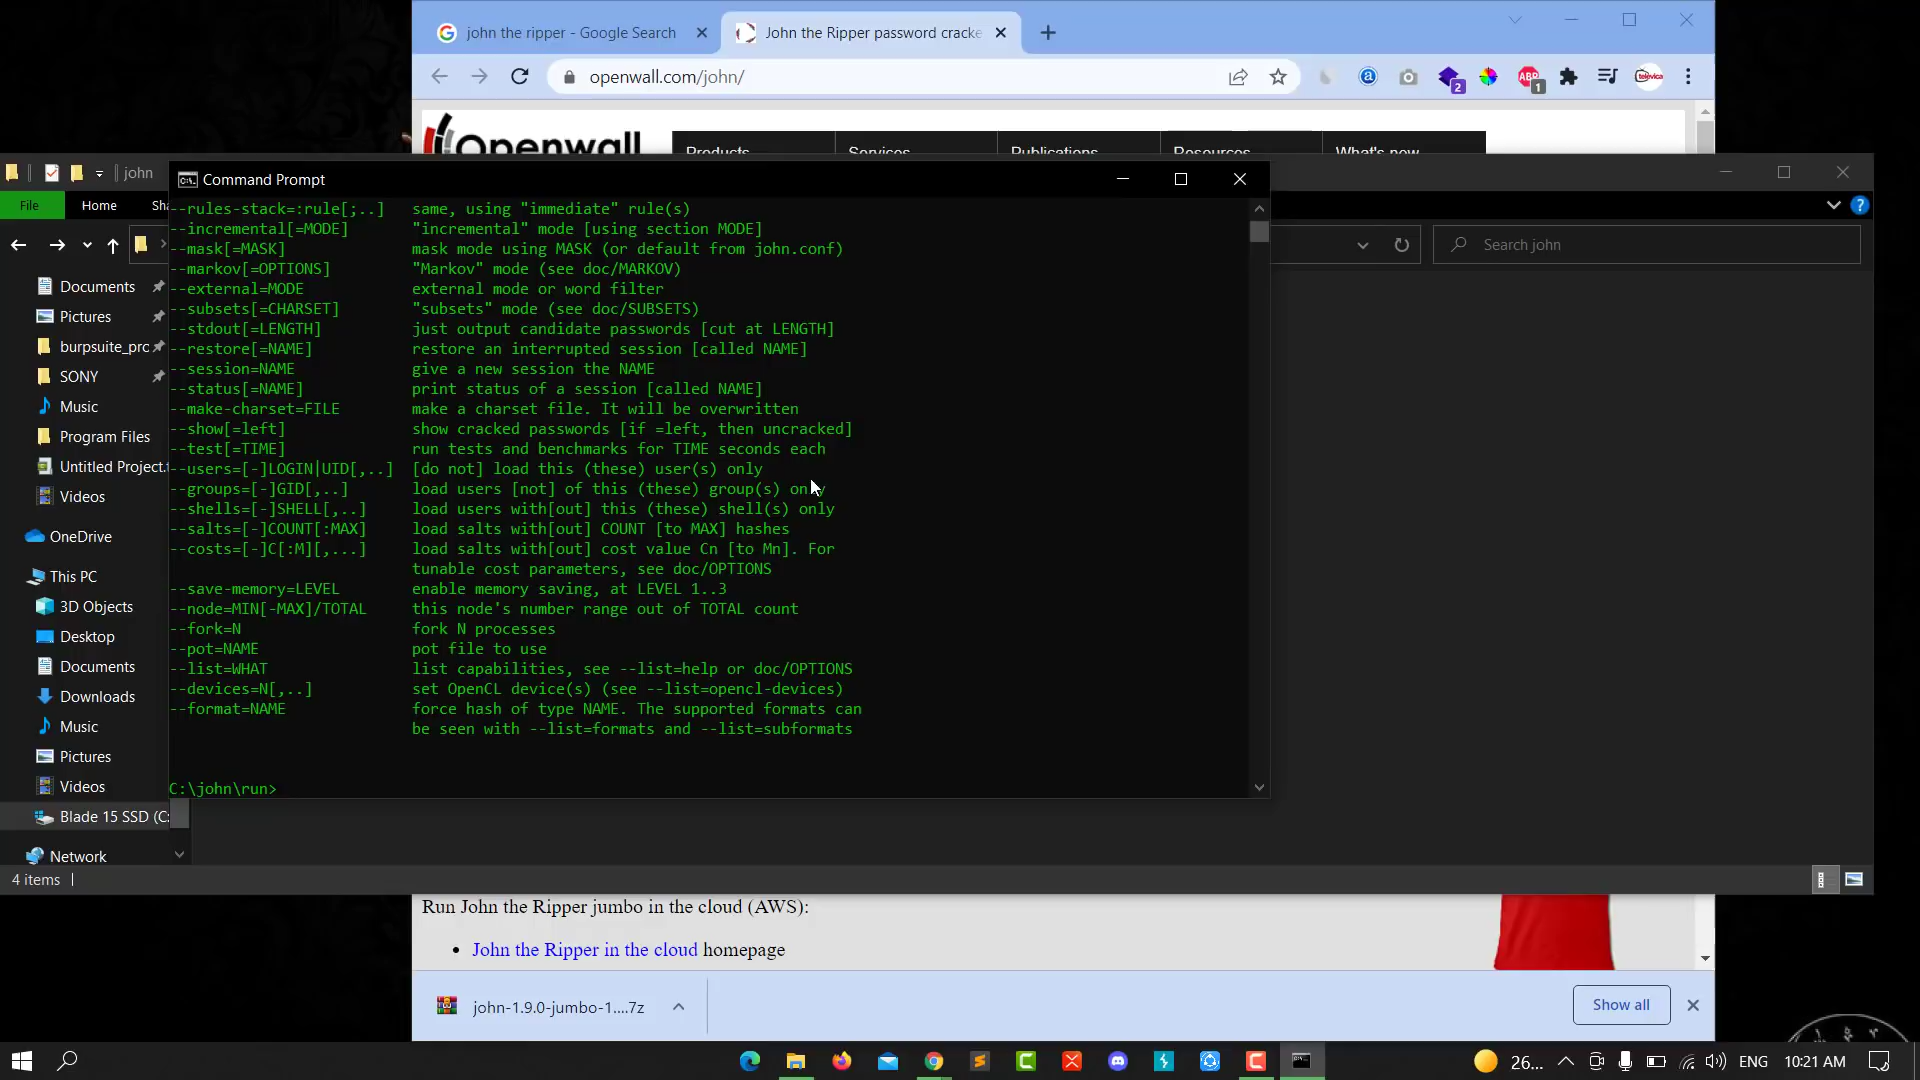 john the ripper - Google Search
John the Ripper password cracke
openwall.com/john/
2
ABP
1
televica
Openwall
Products
Services
Publications
Resources
What's new
john
Command Prompt
File
Home
Sha
Search john
--rules-stack=:rule[;..] same, using "immediate" rule(s)
--incremental[=MODE] "incremental" mode [using section MODE]
--mask[=MASK] mask mode using MASK (or default from john.conf)
--markov[=OPTIONS] "Markov" mode (see doc/MARKOV)
--external=MODE external mode or word filter
--subsets[=CHARSET] "subsets" mode (see doc/SUBSETS)
--stdout[=LENGTH] just output candidate passwords [cut at LENGTH]
--restore[=NAME] restore an interrupted session [called NAME]
--session=NAME give a new session the NAME
--status[=NAME] print status of a session [called NAME]
--make-charset=FILE make a charset file. It will be overwritten
--show[=left] show cracked passwords [if =left, then uncracked]
--test[=TIME] run tests and benchmarks for TIME seconds each
--users=[-]LOGIN|UID[,..] [do not] load this (these) user(s) only
--groups=[-]GID[,..] load users [not] of this (these) group(s) only
--shells=[-]SHELL[,..] load users with[out] this (these) shell(s) only
--salts=[-]COUNT[:MAX] load salts with[out] COUNT [to MAX] hashes
--costs=[-]C[:M][,...] load salts with[out] cost value Cn [to Mn]. For
tunable cost parameters, see doc/OPTIONS
--save-memory=LEVEL enable memory saving, at LEVEL 1..3
--node=MIN[-MAX]/TOTAL this node's number range out of TOTAL count
--fork=N fork N processes
--pot=NAME pot file to use
--list=WHAT list capabilities, see --list=help or doc/OPTIONS
--devices=N[,..] set OpenCL device(s) (see --list=opencl-devices)
--format=NAME force hash of type NAME. The supported formats can
be seen with --list=formats and --list=subformats
C:\john\run>
Documents
Pictures
burpsuite_pro
SONY
Music
Program Files
Untitled Project.t
Videos
OneDrive
This PC
3D Objects
Desktop
Documents
Downloads
Music
Pictures
Videos
Blade 15 SSD (C:
Network
4 items
Run John the Ripper jumbo in the cloud (AWS):
John the Ripper in the cloud homepage
john-1.9.0-jumbo-1....7z
Show all
26...
ENG
10:21 AM